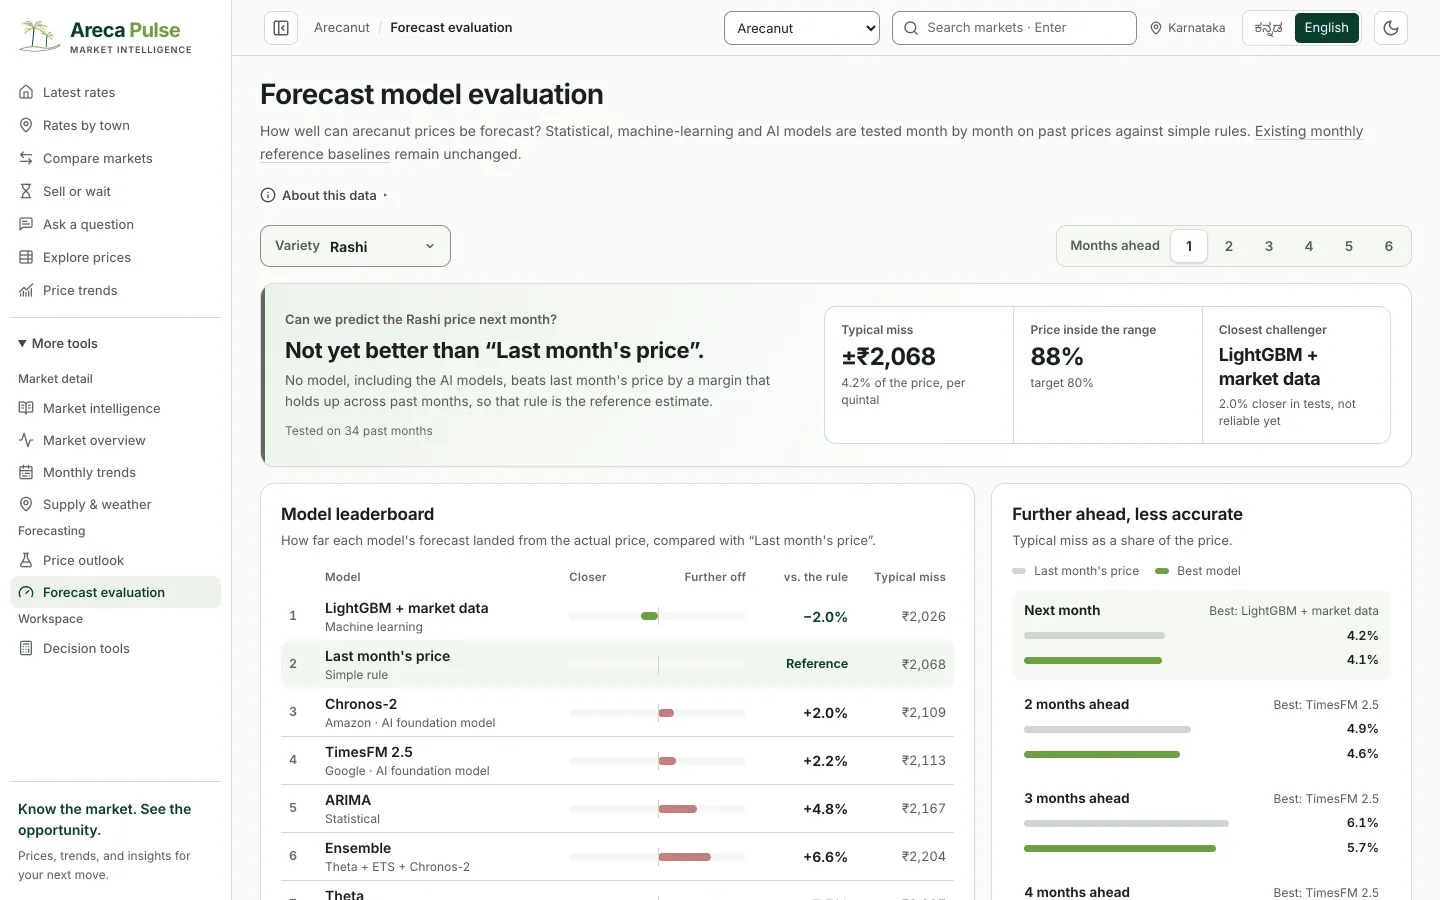 Areca Pulse
MARKET INTELLIGENCE
Latest rates
Rates by town
Compare markets
Sell or wait
Ask a question
Explore prices
Price trends
More tools
Market detail
Market intelligence
Market overview
Monthly trends
Supply & weather
Forecasting
Price outlook
Forecast evaluation
Workspace
Decision tools
Know the market. See the
opportunity.
Prices, trends, and insights for
your next move.
Arecanut / Forecast evaluation
Arecanut
Search markets · Enter
Karnataka
ಕನ್ನಡ
English
Forecast model evaluation
How well can arecanut prices be forecast? Statistical, machine-learning and AI models are tested month by month on past prices against simple rules. Existing monthly
reference baselines remain unchanged.
About this data
Variety Rashi
Months ahead 1 2 3 4 5 6
Can we predict the Rashi price next month?
Not yet better than “Last month's price”.
No model, including the AI models, beats last month's price by a margin that
holds up across past months, so that rule is the reference estimate.
Tested on 34 past months
Typical miss
±₹2,068
4.2% of the price, per
quintal
Price inside the range
88%
target 80%
Closest challenger
LightGBM +
market data
2.0% closer in tests, not
reliable yet
Model leaderboard
How far each model's forecast landed from the actual price, compared with “Last month's price”.
Model Closer Further off vs. the rule Typical miss
1 LightGBM + market data −2.0% ₹2,026
Machine learning
2 Last month's price Reference ₹2,068
Simple rule
3 Chronos-2 +2.0% ₹2,109
Amazon · AI foundation model
4 TimesFM 2.5 +2.2% ₹2,113
Google · AI foundation model
5 ARIMA +4.8% ₹2,167
Statistical
6 Ensemble +6.6% ₹2,204
Theta + ETS + Chronos-2
Theta
Further ahead, less accurate
Typical miss as a share of the price.
Last month's price Best model
Next month Best: LightGBM + market data
4.2%
4.1%
2 months ahead Best: TimesFM 2.5
4.9%
4.6%
3 months ahead Best: TimesFM 2.5
6.1%
5.7%
4 months ahead Best: TimesFM 2.5